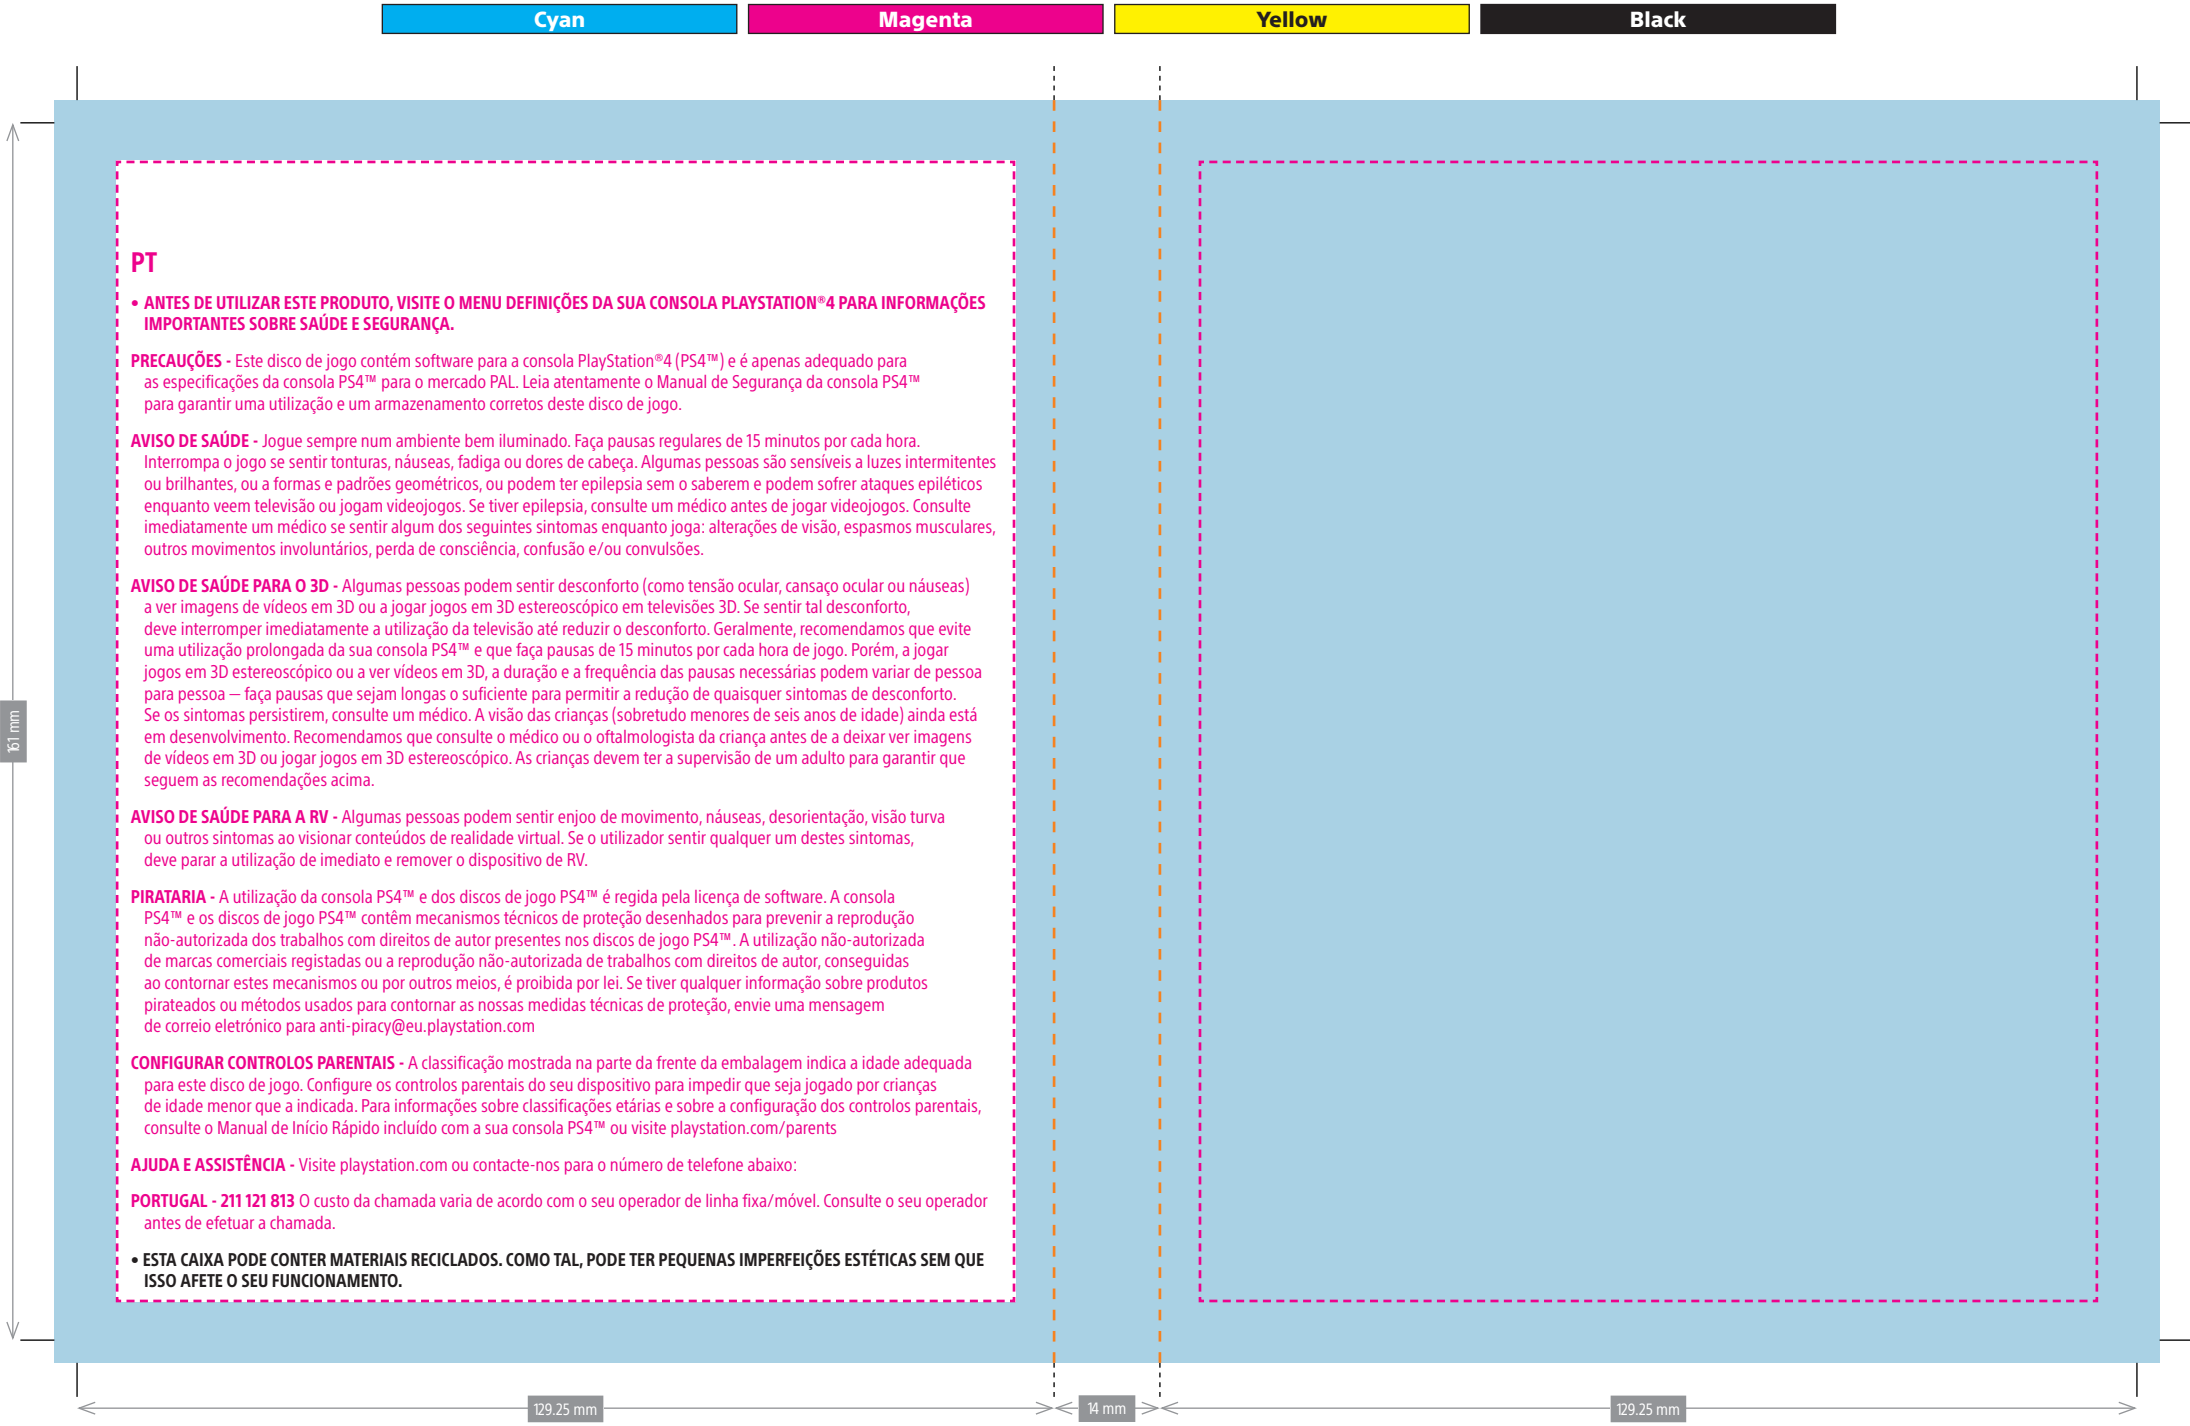 Cyan
Magenta
Yellow
Black
PT
• ANTES DE UTILIZAR ESTE PRODUTO, VISITE O MENU DEFINIÇÕES DA SUA CONSOLA PLAYSTATION®4 PARA INFORMAÇÕES
IMPORTANTES SOBRE SAÚDE E SEGURANÇA.
PRECAUÇÕES - Este disco de jogo contém software para a consola PlayStation®4 (PS4™) e é apenas adequado para
as especificações da consola PS4™ para o mercado PAL. Leia atentamente o Manual de Segurança da consola PS4™
para garantir uma utilização e um armazenamento corretos deste disco de jogo.
AVISO DE SAÚDE - Jogue sempre num ambiente bem iluminado. Faça pausas regulares de 15 minutos por cada hora.
Interrompa o jogo se sentir tonturas, náuseas, fadiga ou dores de cabeça. Algumas pessoas são sensíveis a luzes intermitentes
ou brilhantes, ou a formas e padrões geométricos, ou podem ter epilepsia sem o saberem e podem sofrer ataques epiléticos
enquanto veem televisão ou jogam videojogos. Se tiver epilepsia, consulte um médico antes de jogar videojogos. Consulte
imediatamente um médico se sentir algum dos seguintes sintomas enquanto joga: alterações de visão, espasmos musculares,
outros movimentos involuntários, perda de consciência, confusão e/ou convulsões.
AVISO DE SAÚDE PARA O 3D - Algumas pessoas podem sentir desconforto (como tensão ocular, cansaço ocular ou náuseas)
a ver imagens de vídeos em 3D ou a jogar jogos em 3D estereoscópico em televisões 3D. Se sentir tal desconforto,
deve interromper imediatamente a utilização da televisão até reduzir o desconforto. Geralmente, recomendamos que evite
uma utilização prolongada da sua consola PS4™ e que faça pausas de 15 minutos por cada hora de jogo. Porém, a jogar
jogos em 3D estereoscópico ou a ver vídeos em 3D, a duração e a frequência das pausas necessárias podem variar de pessoa
para pessoa — faça pausas que sejam longas o suficiente para permitir a redução de quaisquer sintomas de desconforto.
Se os sintomas persistirem, consulte um médico. A visão das crianças (sobretudo menores de seis anos de idade) ainda está
em desenvolvimento. Recomendamos que consulte o médico ou o oftalmologista da criança antes de a deixar ver imagens
de vídeos em 3D ou jogar jogos em 3D estereoscópico. As crianças devem ter a supervisão de um adulto para garantir que
seguem as recomendações acima.
AVISO DE SAÚDE PARA A RV - Algumas pessoas podem sentir enjoo de movimento, náuseas, desorientação, visão turva
ou outros sintomas ao visionar conteúdos de realidade virtual. Se o utilizador sentir qualquer um destes sintomas,
deve parar a utilização de imediato e remover o dispositivo de RV.
PIRATARIA - A utilização da consola PS4™ e dos discos de jogo PS4™ é regida pela licença de software. A consola
PS4™ e os discos de jogo PS4™ contêm mecanismos técnicos de proteção desenhados para prevenir a reprodução
não-autorizada dos trabalhos com direitos de autor presentes nos discos de jogo PS4™. A utilização não-autorizada
de marcas comerciais registadas ou a reprodução não-autorizada de trabalhos com direitos de autor, conseguidas
ao contornar estes mecanismos ou por outros meios, é proibida por lei. Se tiver qualquer informação sobre produtos
pirateados ou métodos usados para contornar as nossas medidas técnicas de proteção, envie uma mensagem
de correio eletrónico para anti-piracy@eu.playstation.com
CONFIGURAR CONTROLOS PARENTAIS - A classificação mostrada na parte da frente da embalagem indica a idade adequada
para este disco de jogo. Configure os controlos parentais do seu dispositivo para impedir que seja jogado por crianças
de idade menor que a indicada. Para informações sobre classificações etárias e sobre a configuração dos controlos parentais,
consulte o Manual de Início Rápido incluído com a sua consola PS4™ ou visite playstation.com/parents
AJUDA E ASSISTÊNCIA - Visite playstation.com ou contacte-nos para o número de telefone abaixo:
PORTUGAL - 211 121 813 O custo da chamada varia de acordo com o seu operador de linha fixa/móvel. Consulte o seu operador
antes de efetuar a chamada.
• ESTA CAIXA PODE CONTER MATERIAIS RECICLADOS. COMO TAL, PODE TER PEQUENAS IMPERFEIÇÕES ESTÉTICAS SEM QUE
ISSO AFETE O SEU FUNCIONAMENTO.
161 mm
129.25 mm
14 mm
129.25 mm